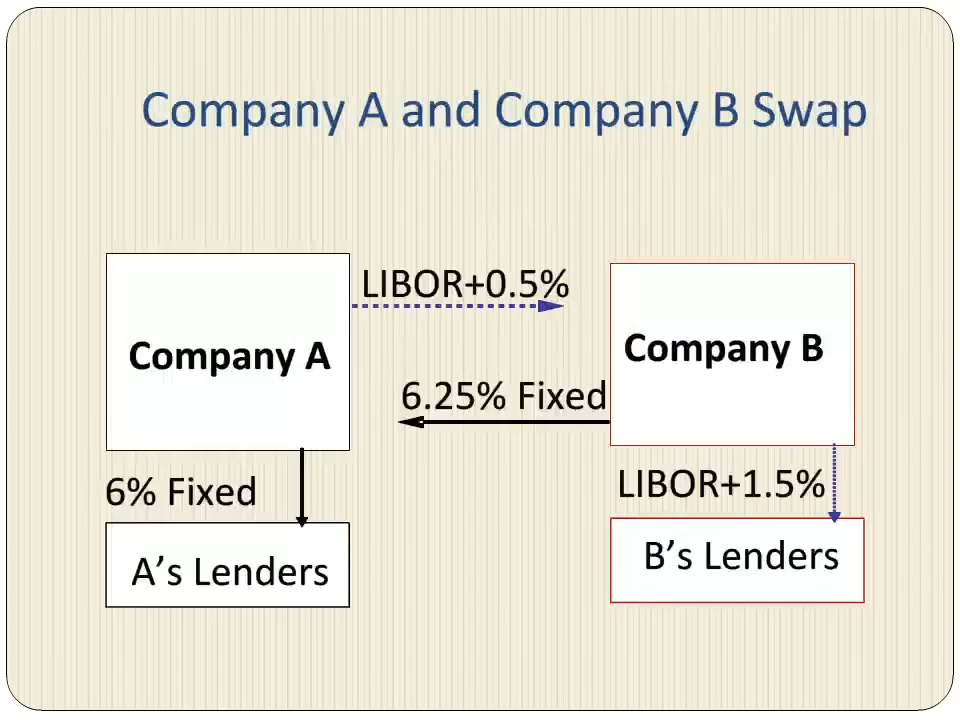 Company A and Company B Swap
LIBOR+0.5%
Company A
Company B
6.25% Fixed
6% Fixed
LIBOR+1.5%
A’s Lenders
B’s Lenders